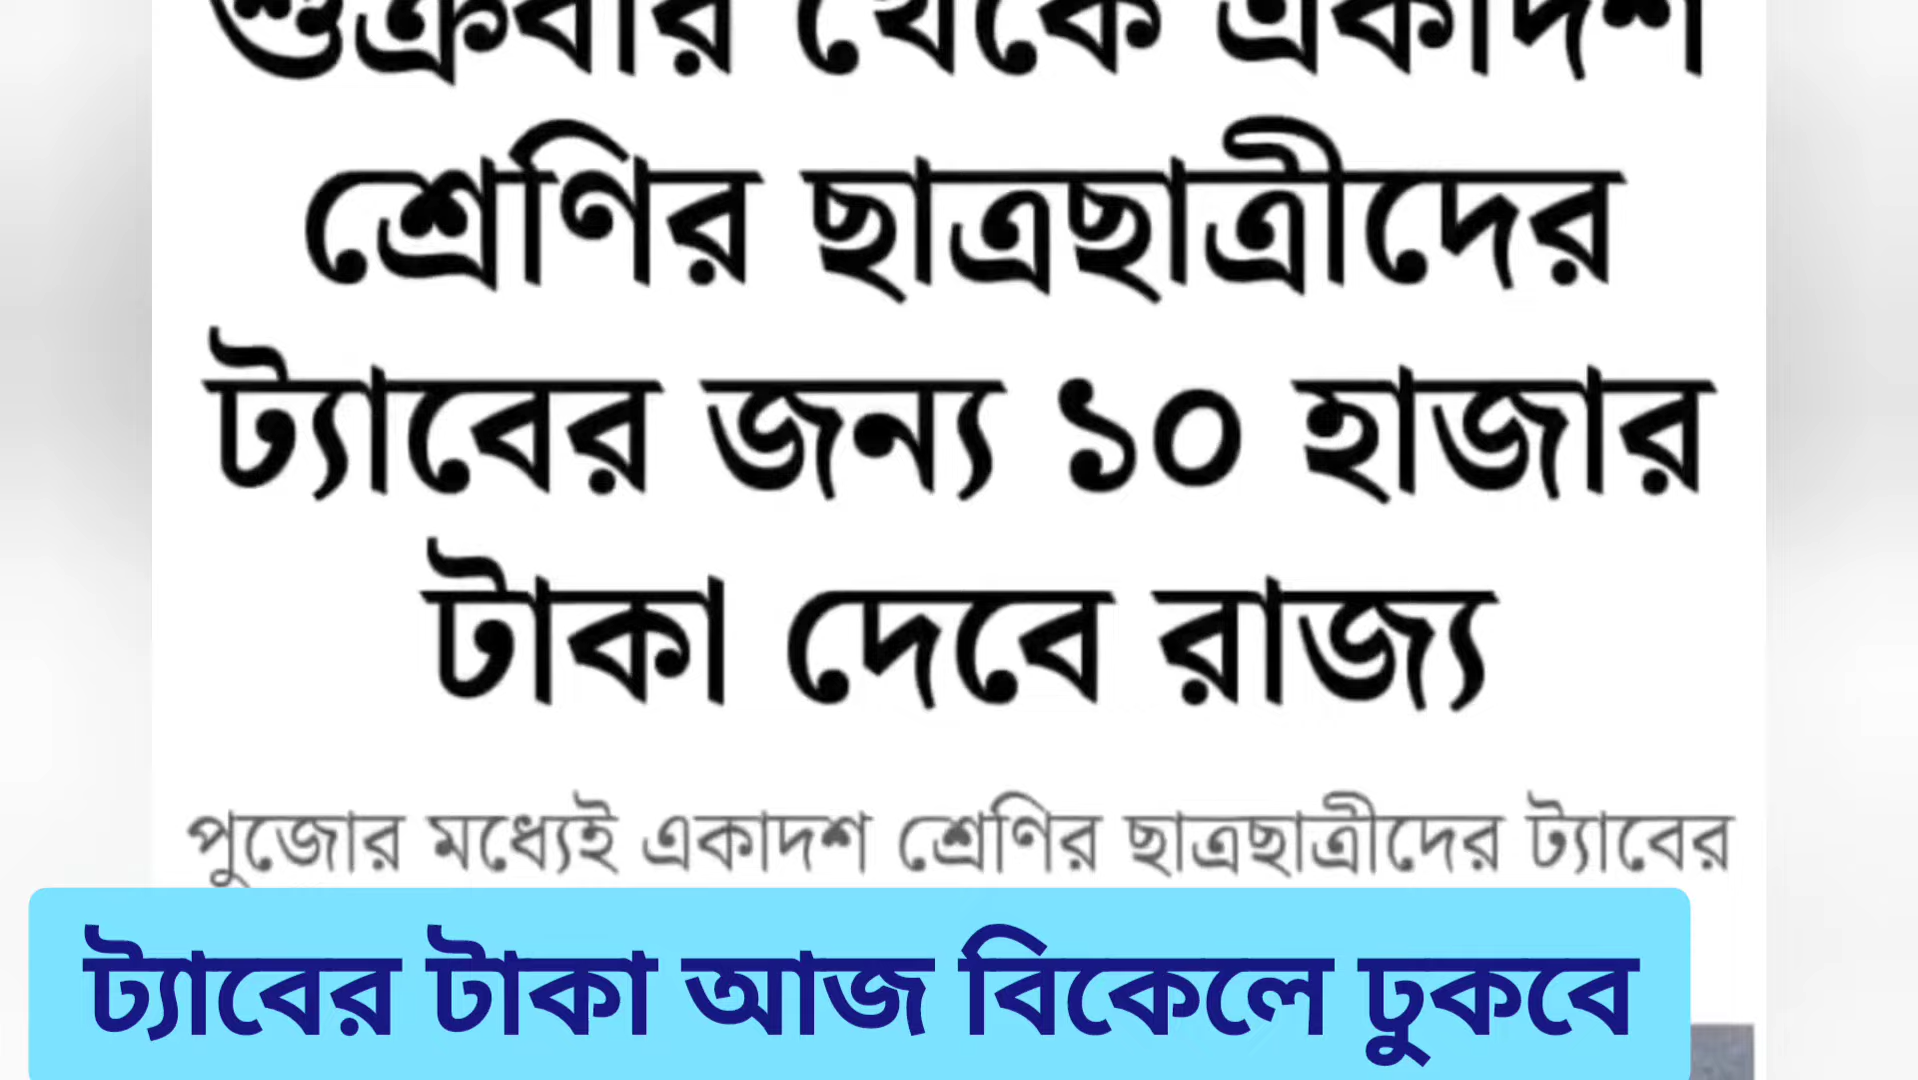 শুক্রবার থেকে একাদশ
শ্রেণির ছাত্রছাত্রীদের
ট্যাবের জন্য ১০ হাজার
টাকা দেবে রাজ্য
পুজোর মধ্যেই একাদশ শ্রেণির ছাত্রছাত্রীদের ট্যাবের
ট্যাবের টাকা আজ বিকেলে ঢুকবে